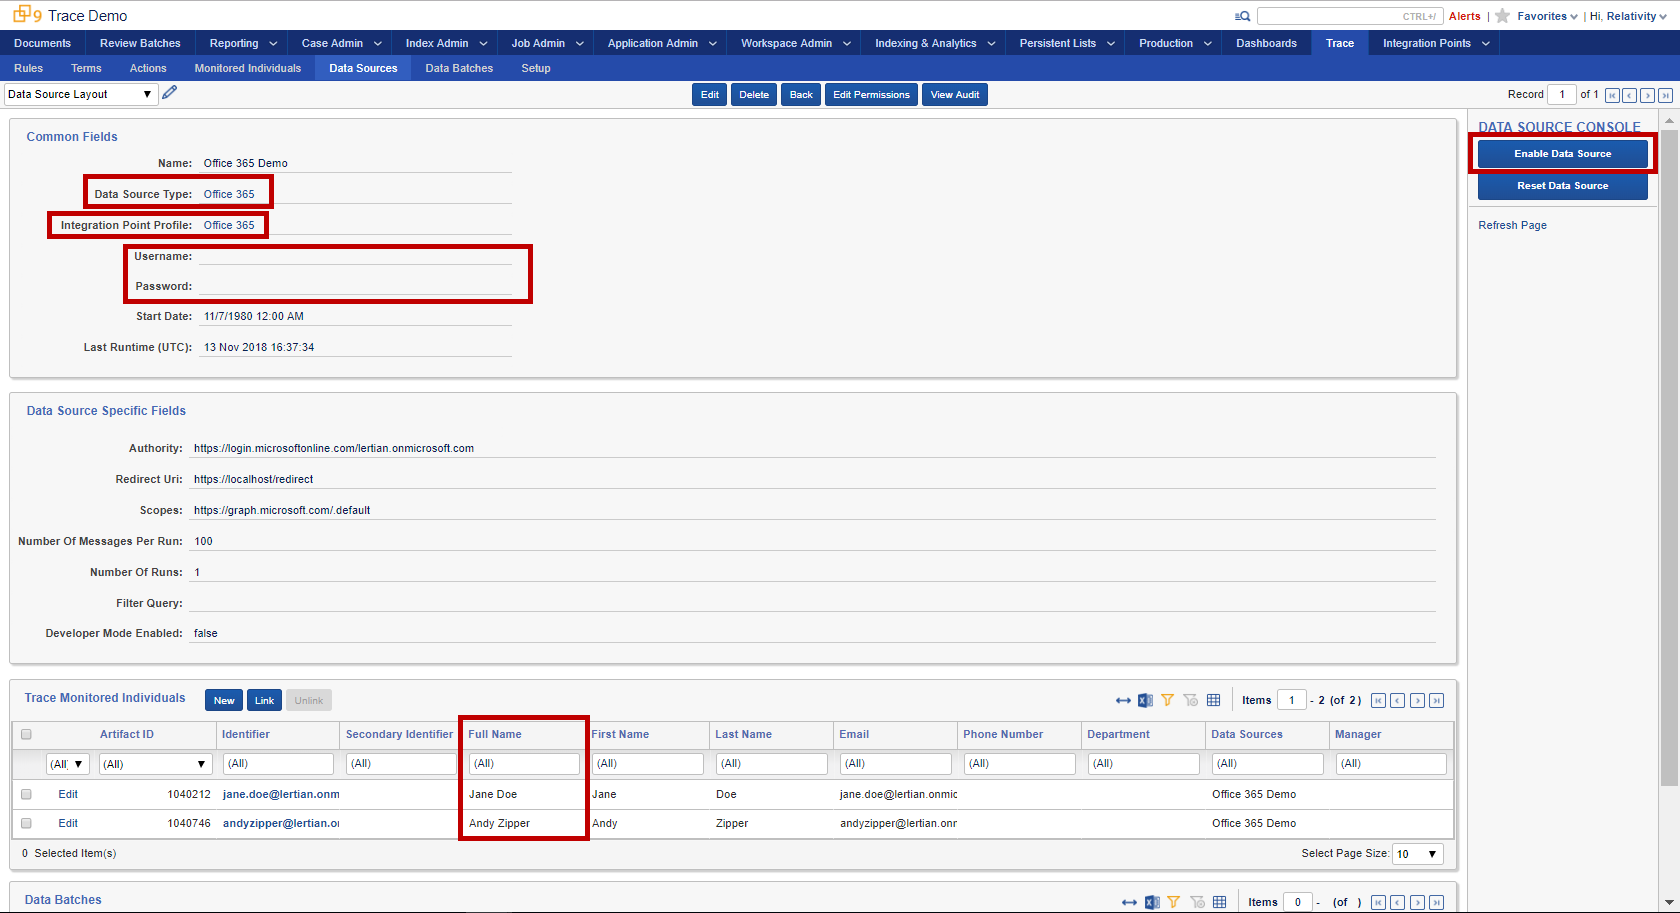 9 Trace Demo
CTRL+/ Alerts | Favorites | Hi, Relativity
Documents Review Batches Reporting Case Admin Index Admin Job Admin Application Admin Workspace Admin Indexing & Analytics Persistent Lists Production Dashboards Trace Integration Points
Rules Terms Actions Monitored Individuals Data Sources Data Batches Setup
Data Source Layout Edit Delete Back Edit Permissions View Audit Record 1 of 1
DATA SOURCE CONSOLE
Enable Data Source
Reset Data Source
Refresh Page
Common Fields
Name: Office 365 Demo
Data Source Type: Office 365
Integration Point Profile: Office 365
Username:
Password:
Start Date: 11/7/1980 12:00 AM
Last Runtime (UTC): 13 Nov 2018 16:37:34
Data Source Specific Fields
Authority: https://login.microsoftonline.com/lertian.onmicrosoft.com
Redirect Uri: https://localhost/redirect
Scopes: https://graph.microsoft.com/.default
Number Of Messages Per Run: 100
Number Of Runs: 1
Filter Query:
Developer Mode Enabled: false
Trace Monitored Individuals New Link Unlink Items 1 - 2 (of 2)
Artifact ID Identifier Secondary Identifier Full Name First Name Last Name Email Phone Number Department Data Sources Manager
(All) (All) (All) (All) (All) (All) (All) (All) (All) (All) (All) (All)
Edit 1040212 jane.doe@lertian.onm Jane Doe Jane Doe jane.doe@lertian.onmic Office 365 Demo
Edit 1040746 andyzipper@lertian.o Andy Zipper Andy Zipper andyzipper@lertian.onr Office 365 Demo
0 Selected Item(s) Select Page Size: 10
Data Batches Items 0 - (of )